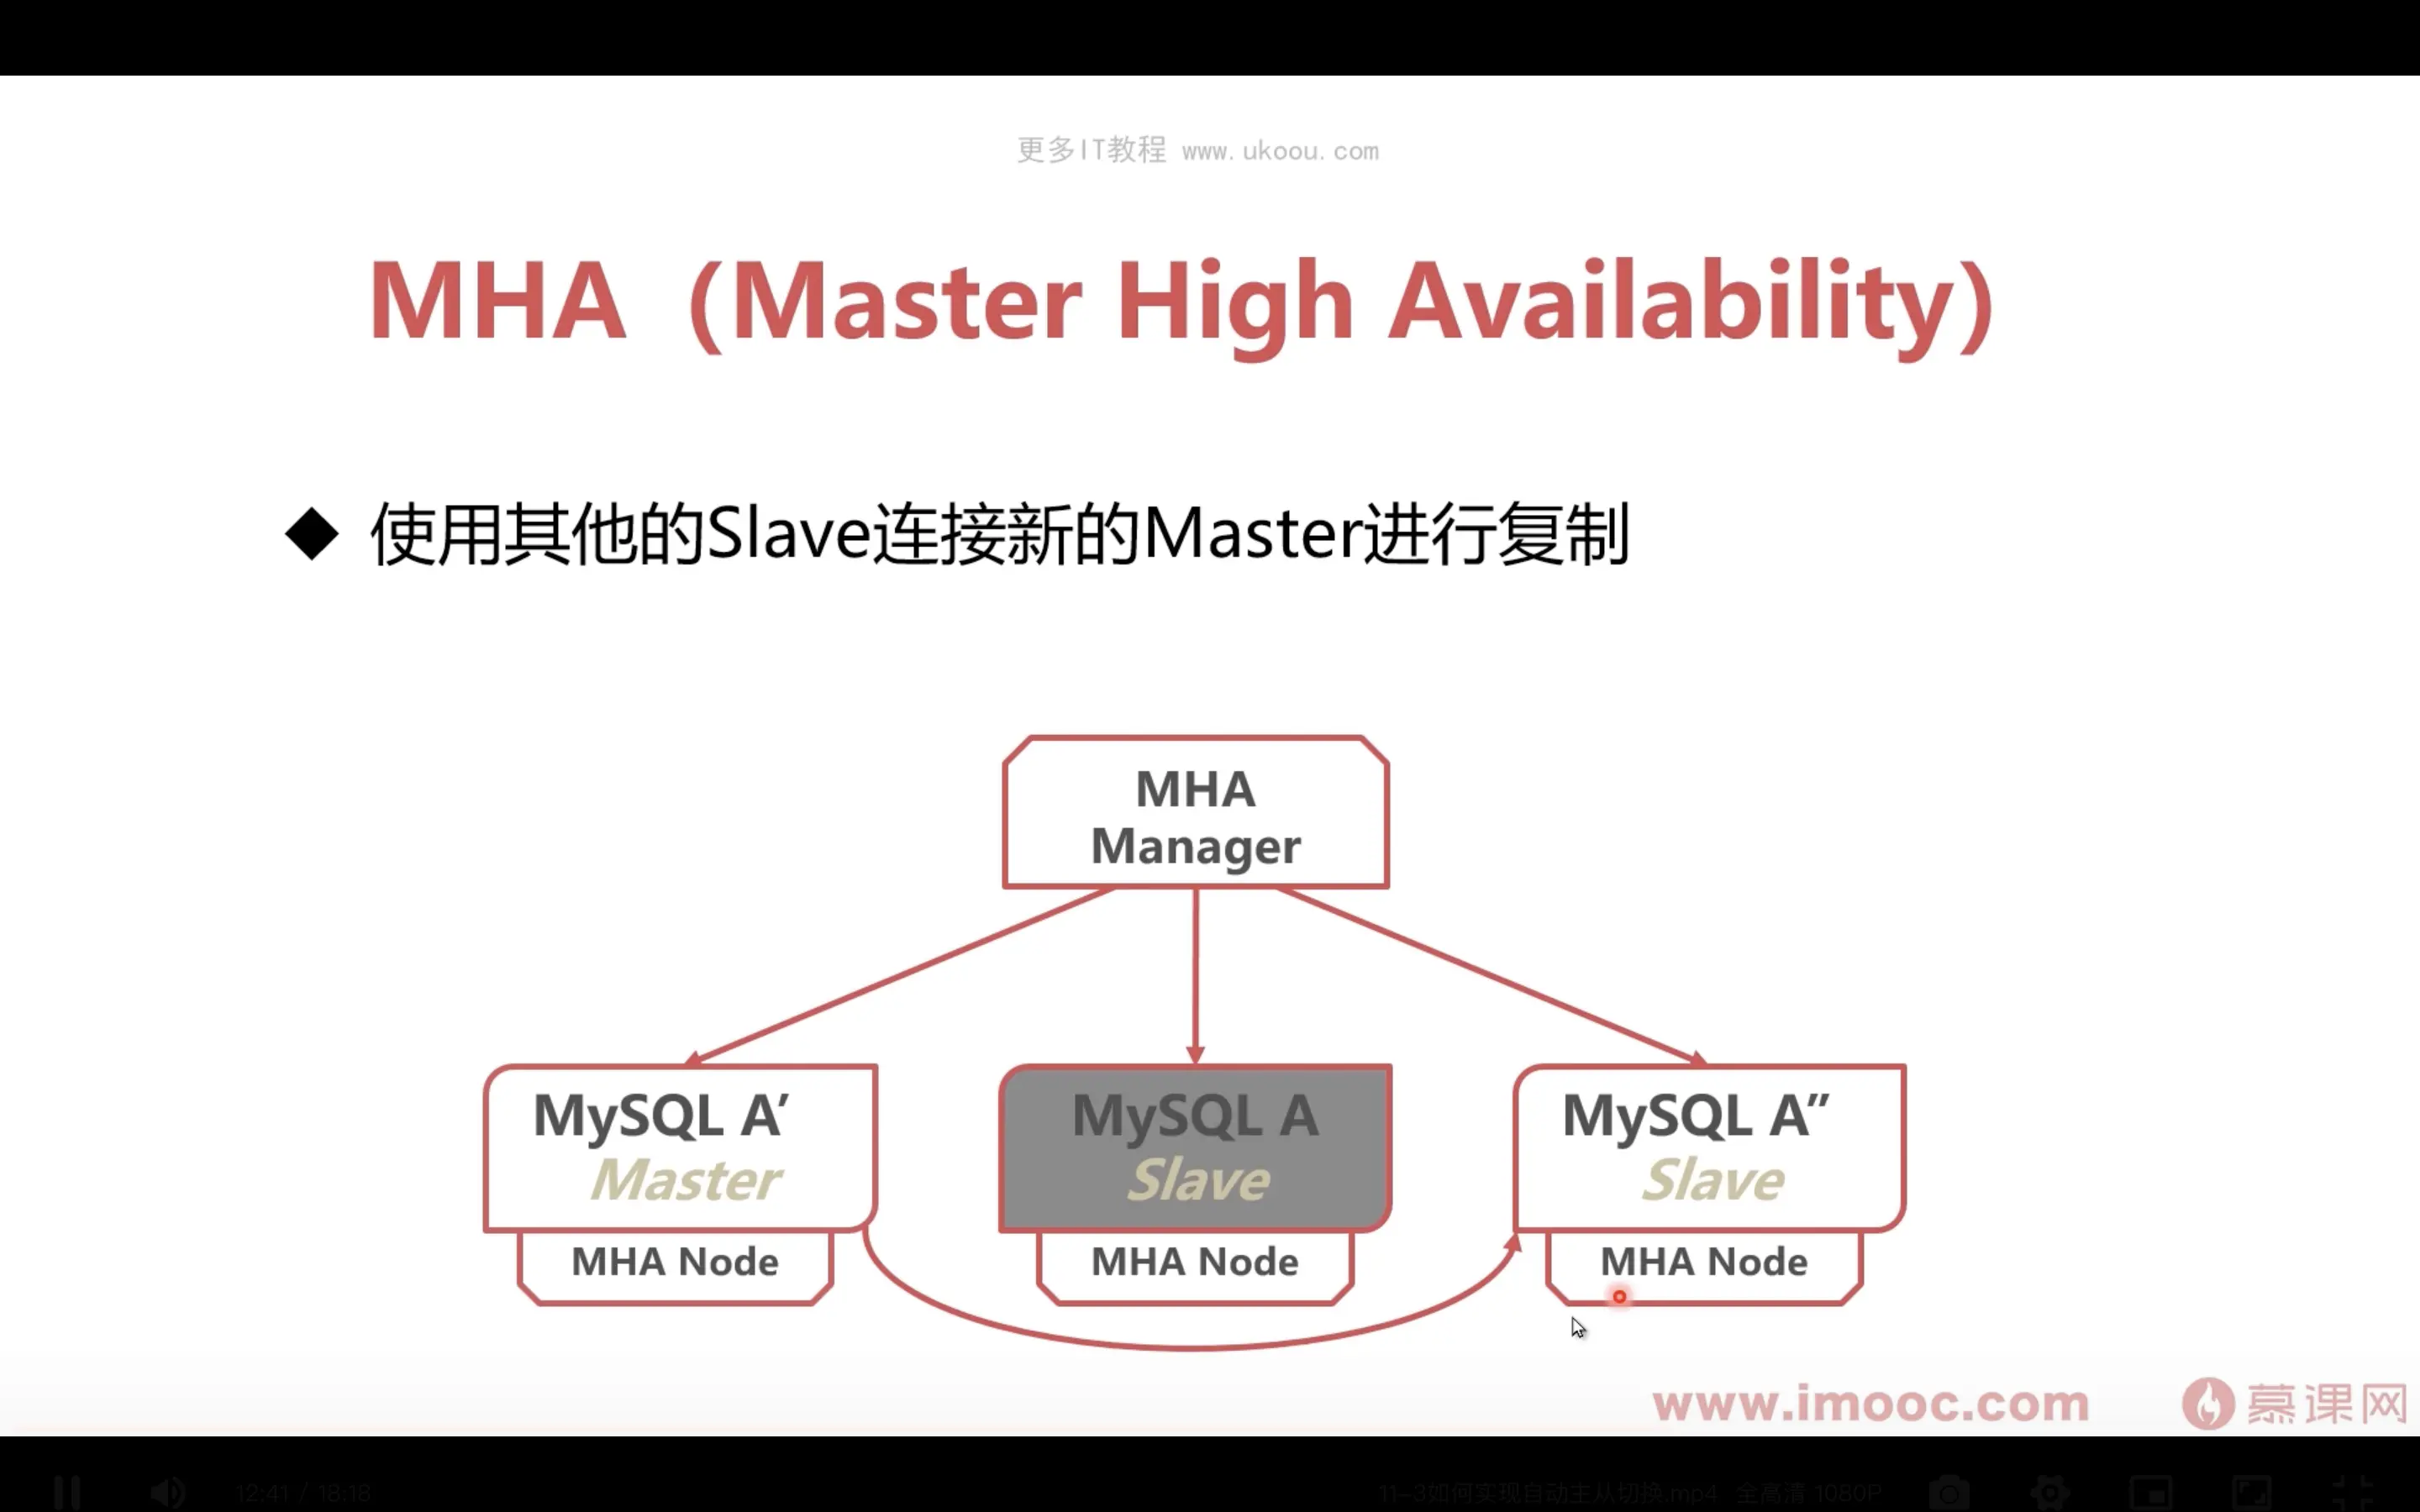 更多IT教程 www.ukoou.com
MHA（Master High Availability）
◆ 使用其他的Slave连接新的Master进行复制
MHA
Manager
MySQL A’
Master
MHA Node
MySQL A
Slave
MHA Node
MySQL A”
Slave
MHA Node
www.imooc.com 慕课网
12:41 / 18:18
11-3如何实现自动主从切换.mp4 全高清 1080P